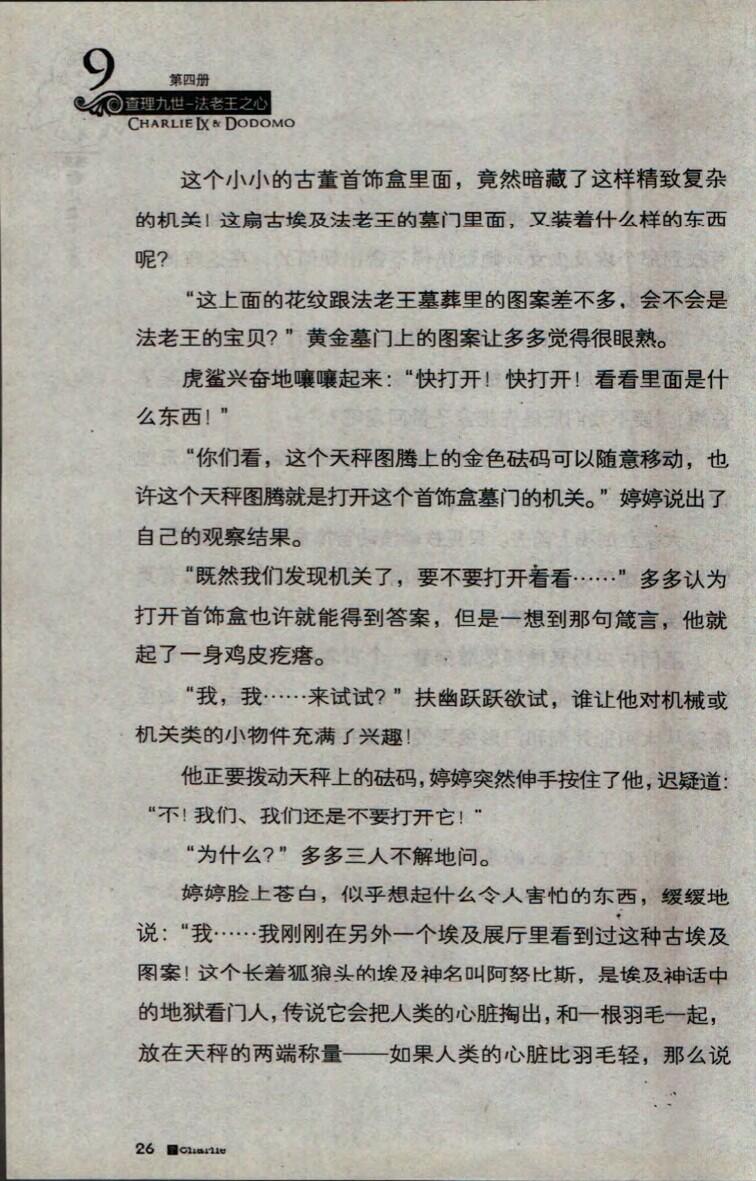 9
第四册
查理九世-法老王之心
CHARLIE IX & DODOMO
这个小小的古董首饰盒里面，竟然暗藏了这样精致复杂
的机关！这扇古埃及法老王的墓门里面，又装着什么样的东西
呢？
“这上面的花纹跟法老王墓葬里的图案差不多，会不会是
法老王的宝贝？”黄金墓门上的图案让多多觉得很眼熟。
虎鲨兴奋地嚷嚷起来：“快打开！快打开！看看里面是什
么东西！”
“你们看，这个天秤图腾上的金色砝码可以随意移动，也
许这个天秤图腾就是打开这个首饰盒墓门的机关。”婷婷说出了
自己的观察结果。
“既然我们发现机关了，要不要打开看看……”多多认为
打开首饰盒也许就能得到答案，但是一想到那句箴言，他就
起了一身鸡皮疙瘩。
“我，我……来试试？”扶幽跃跃欲试，谁让他对机械或
机关类的小物件充满了兴趣！
他正要拨动天秤上的砝码，婷婷突然伸手按住了他，迟疑道：
“不！我们、我们还是不要打开它！”
“为什么？”多多三人不解地问。
婷婷脸上苍白，似乎想起什么令人害怕的东西，缓缓地
说：“我……我刚刚在另外一个埃及展厅里看到过这种古埃及
图案！这个长着狐狼头的埃及神名叫阿努比斯，是埃及神话中
的地狱看门人，传说它会把人类的心脏掏出，和一根羽毛一起，
放在天秤的两端称量——如果人类的心脏比羽毛轻，那么说
26 Charlie